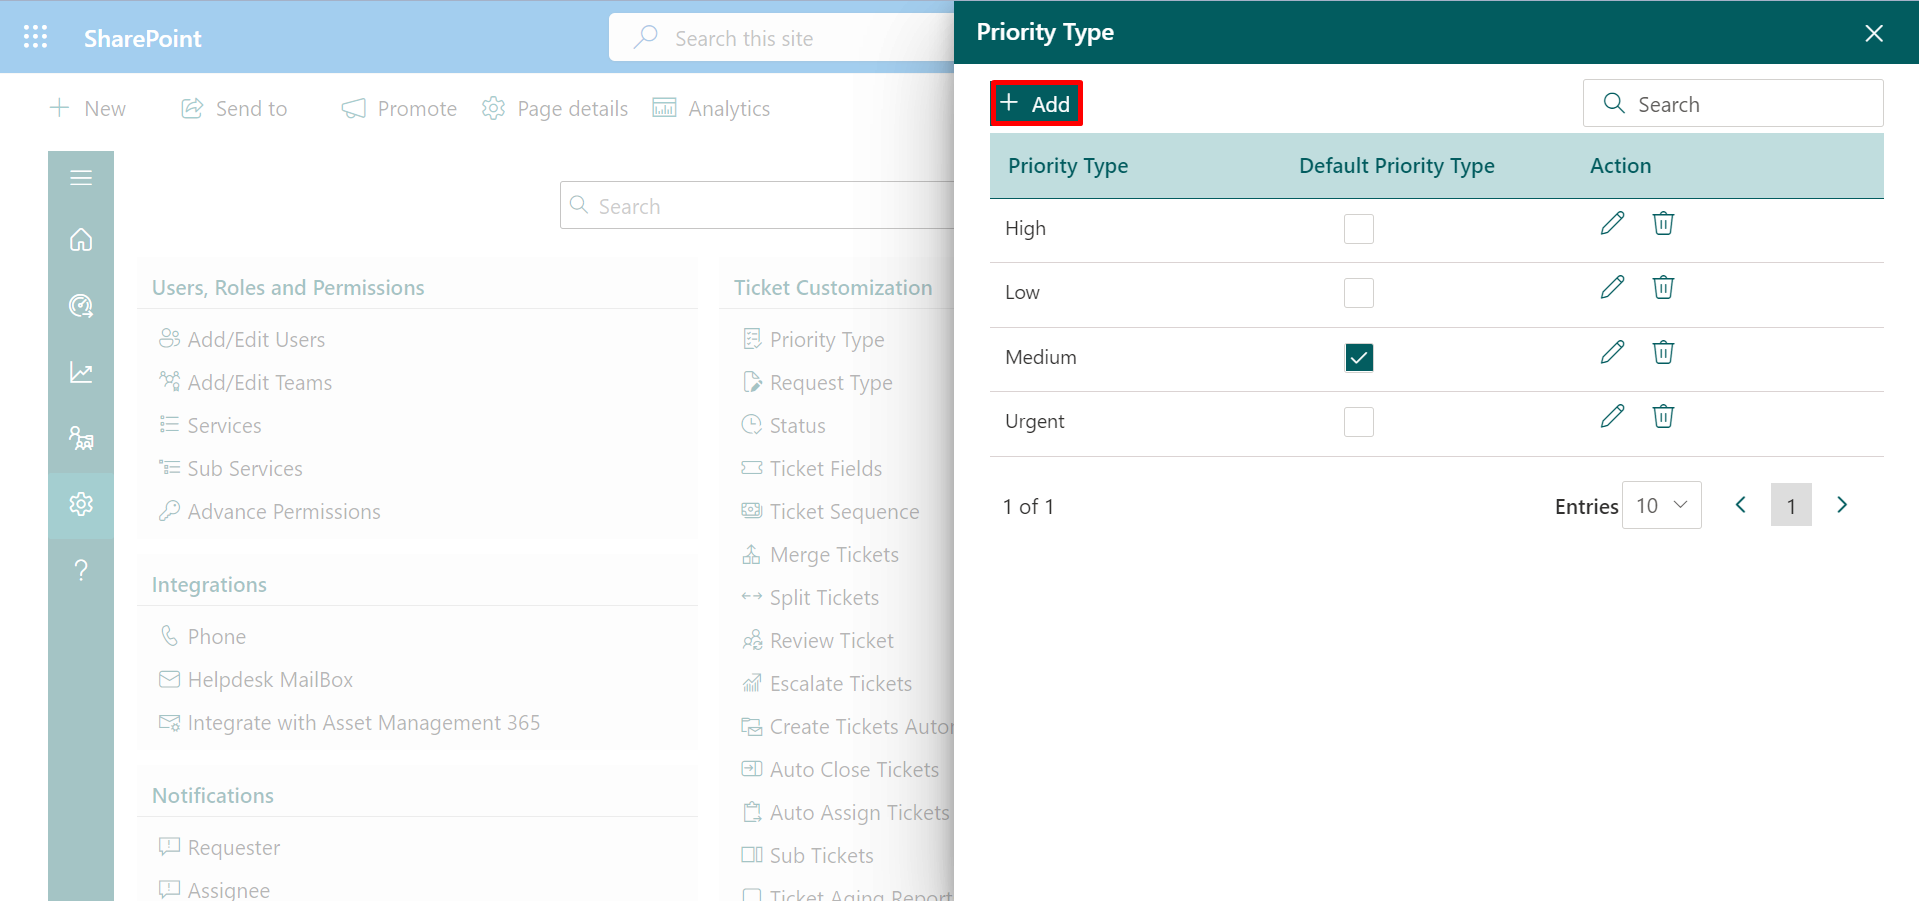 SharePoint
Search this site
New
Send to
Promote
Page details
Analytics
Search
Users, Roles and Permissions
Add/Edit Users
Add/Edit Teams
Services
Sub Services
Advance Permissions
Integrations
Phone
Helpdesk MailBox
Integrate with Asset Management 365
Notifications
Requester
Assignee
Ticket Customization
Priority Type
Request Type
Status
Ticket Fields
Ticket Sequence
Merge Tickets
Split Tickets
Review Ticket
Escalate Tickets
Create Tickets Autor
Auto Close Tickets
Auto Assign Tickets
Sub Tickets
Ticket Aging Report
Priority Type
Add
Search
Priority Type Default Priority Type Action
High
Low
Medium
Urgent
1 of 1
Entries 10 1